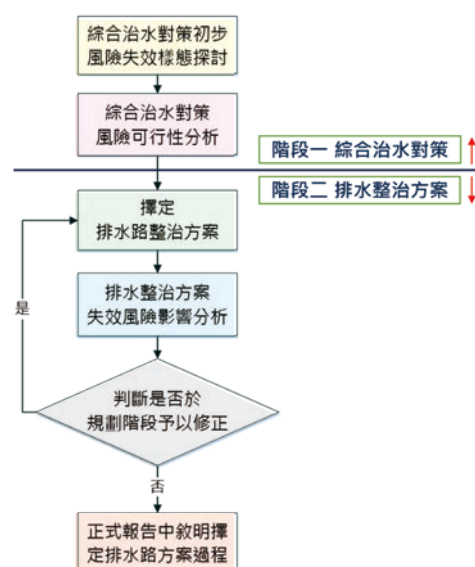 綜合治水對策初步
風險失效樣態探討
綜合治水對策
風險可行性分析
階段一 綜合治水對策
階段二 排水整治方案
擇定
排水路整治方案
排水整治方案
失效風險影響分析
是
判斷是否於
規劃階段予以修正
否
正式報告中敘明擇
定排水路方案過程